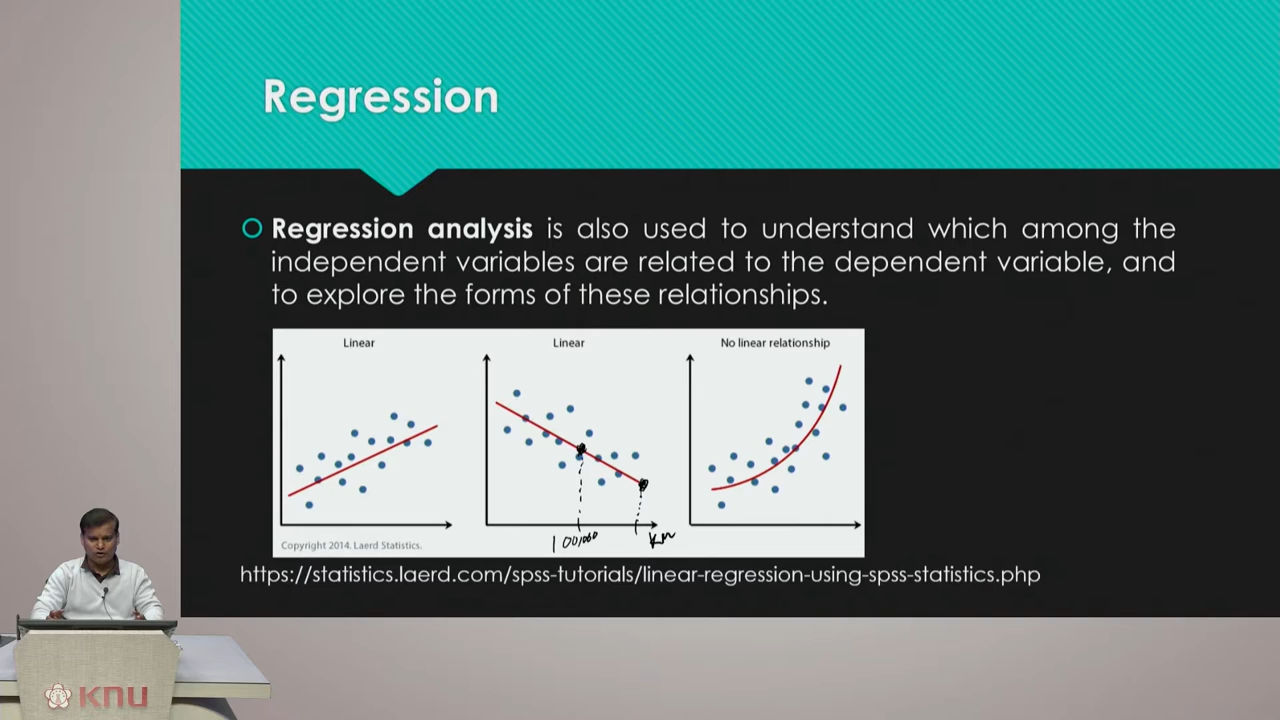 Regression
Regression analysis is also used to understand which among the
independent variables are related to the dependent variable, and
to explore the forms of these relationships.
Linear
Linear
No linear relationship
100,000
km
Copyright 2014. Laerd Statistics.
https://statistics.laerd.com/spss-tutorials/linear-regression-using-spss-statistics.php
KNU